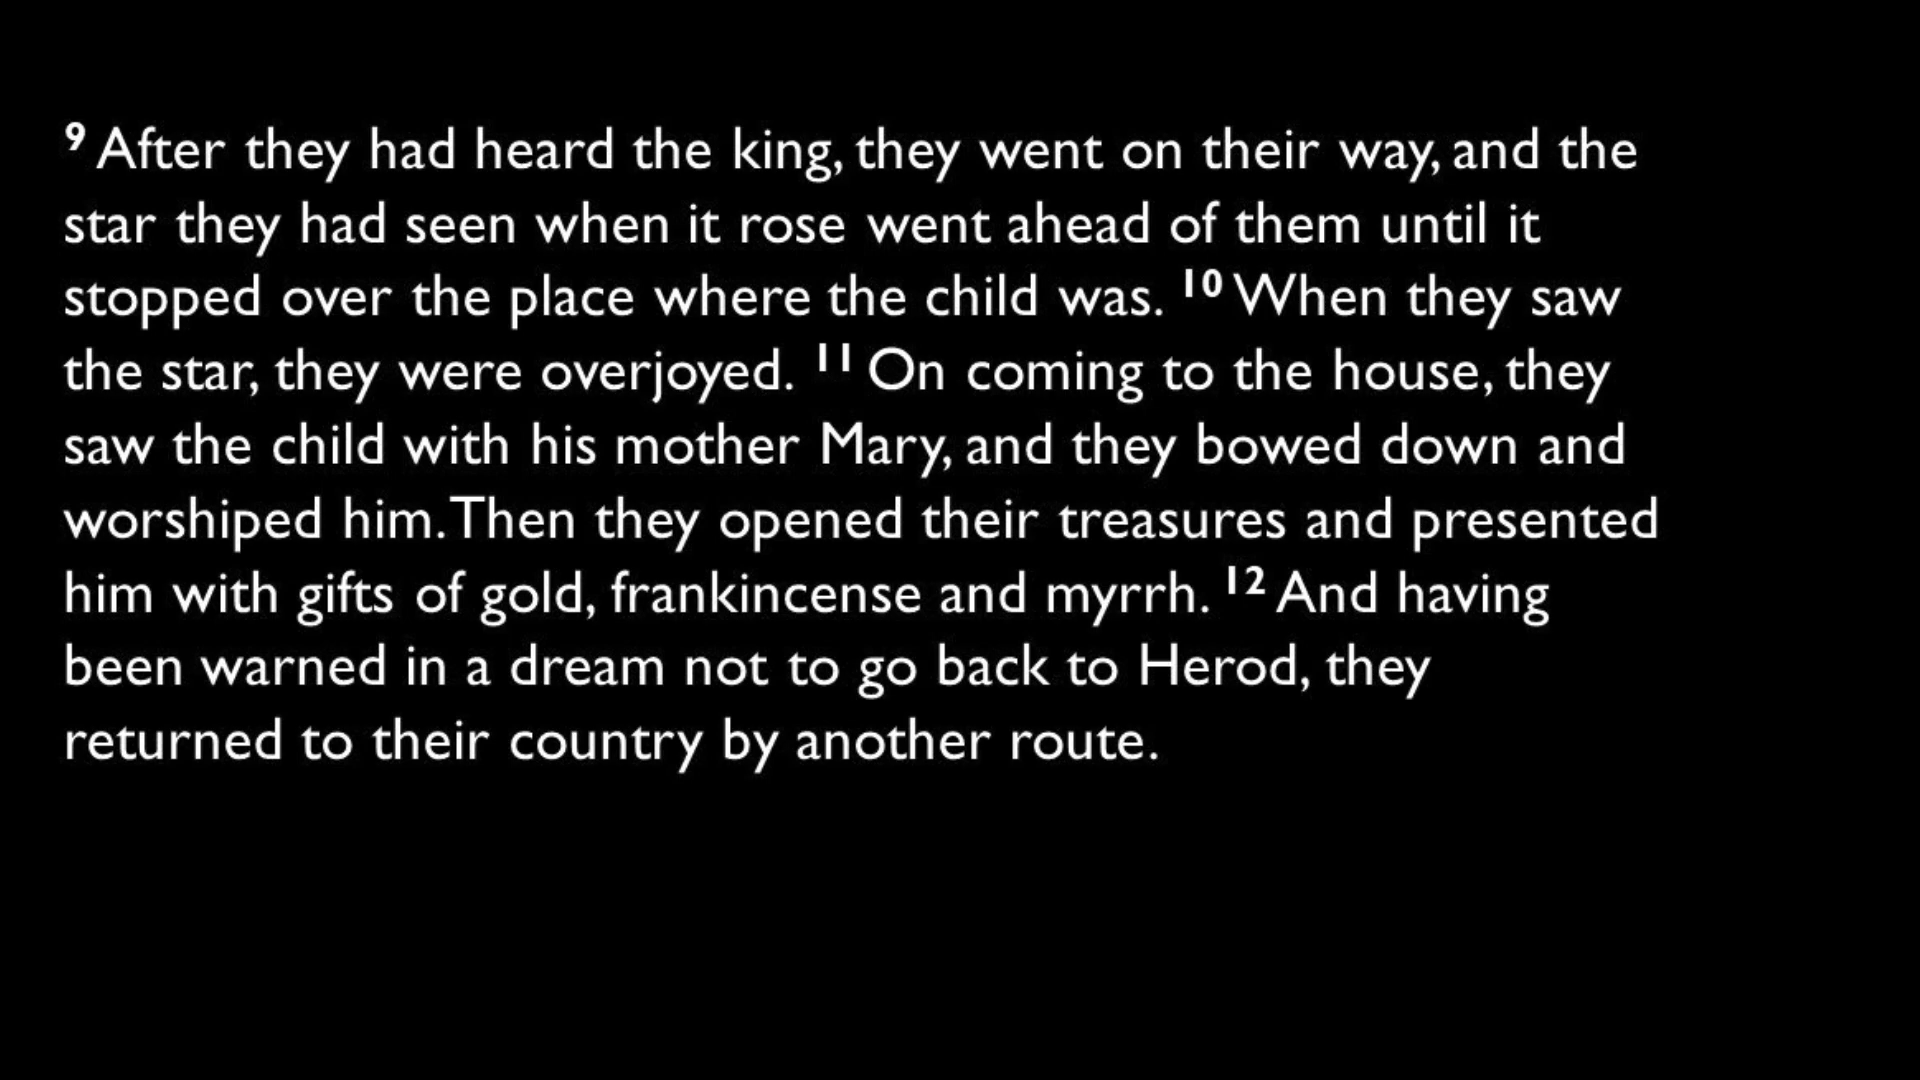 9 After they had heard the king, they went on their way, and the
star they had seen when it rose went ahead of them until it
stopped over the place where the child was. 10 When they saw
the star, they were overjoyed. 11 On coming to the house, they
saw the child with his mother Mary, and they bowed down and
worshiped him. Then they opened their treasures and presented
him with gifts of gold, frankincense and myrrh. 12 And having
been warned in a dream not to go back to Herod, they
returned to their country by another route.